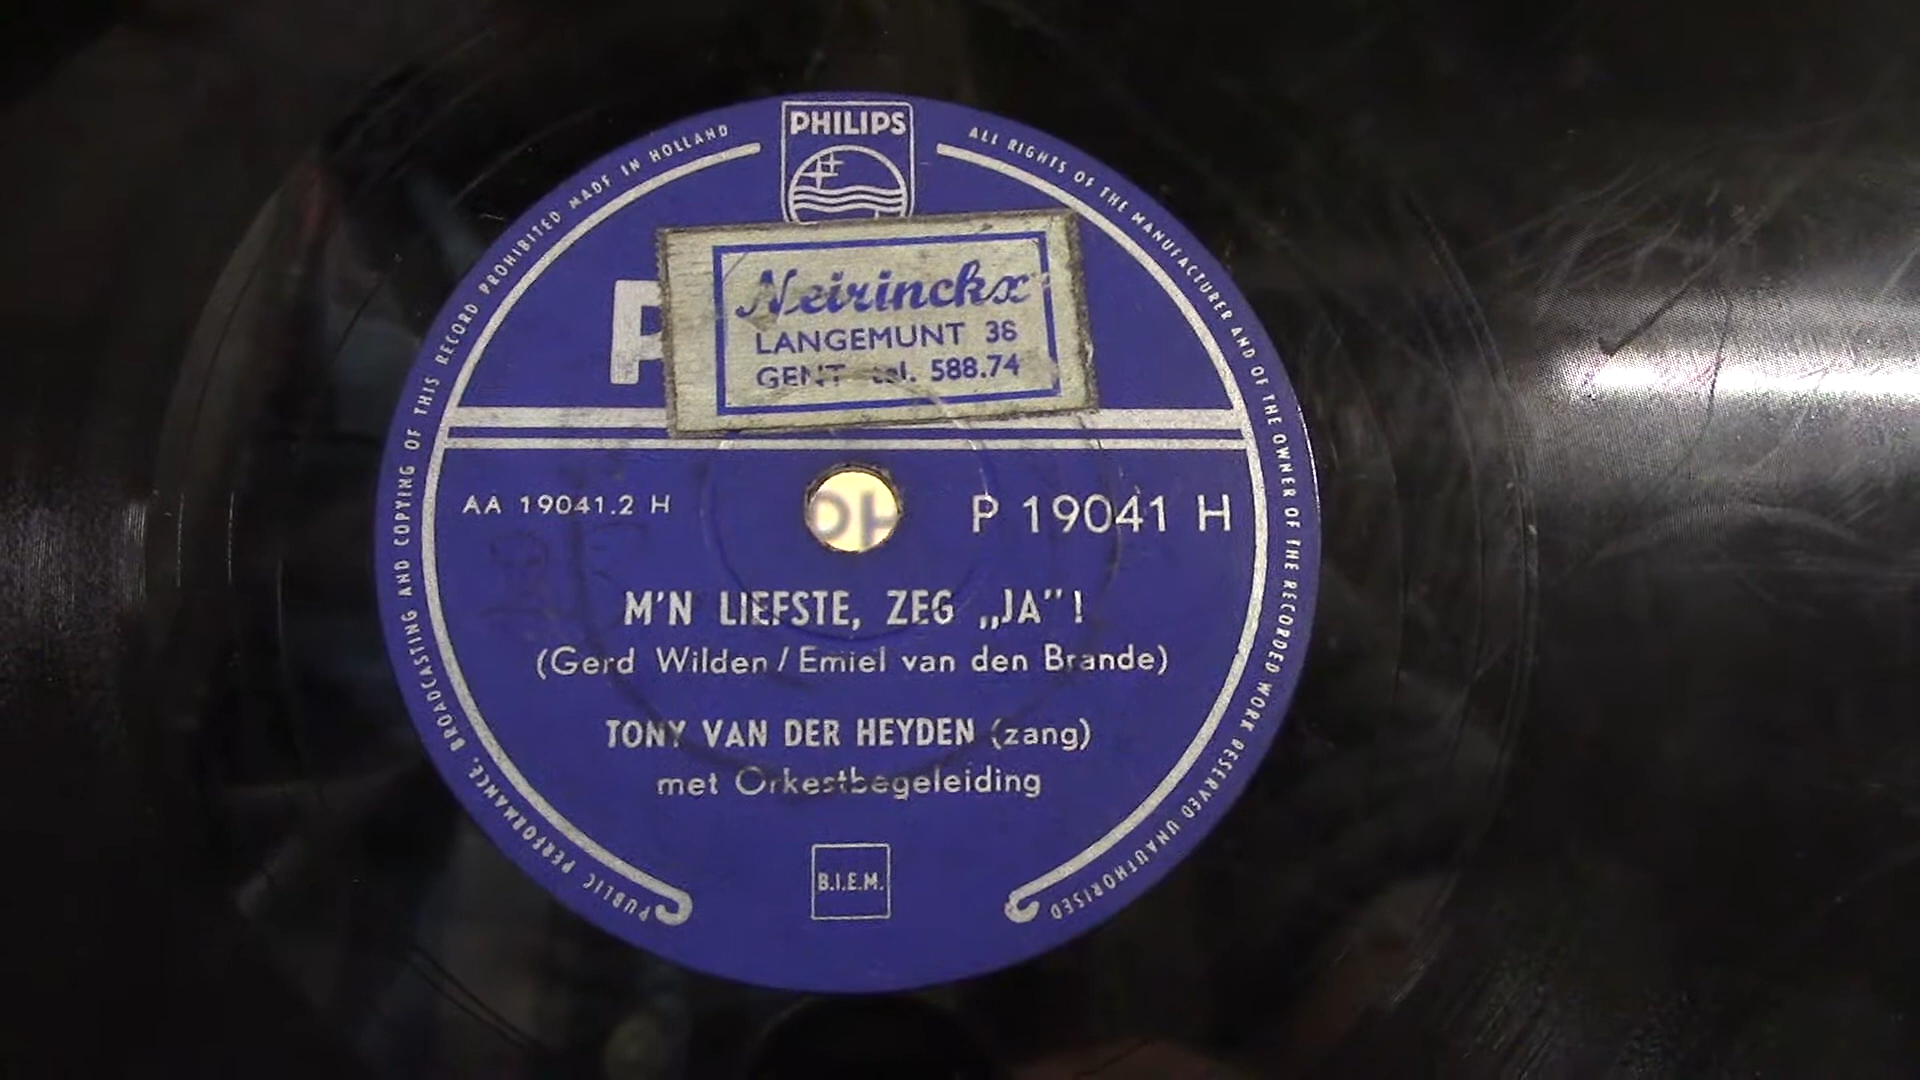 PHILIPS
P
Neirinckx
LANGEMUNT 36
GENT tel. 588.74
AA 19041.2 H
P 19041 H
M'N LIEFSTE, ZEG „JA"!
(Gerd Wilden / Emiel van den Brande)
TONY VAN DER HEYDEN (zang)
met Orkestbegeleiding
B.I.E.M.
ALL RIGHTS OF THE MANUFACTURER AND OF THE OWNER OF THE RECORDED WORK RESERVED UNAUTHORISED
PUBLIC PERFORMANCE, BROADCASTING AND COPYING OF THIS RECORD PROHIBITED MADE IN HOLLAND